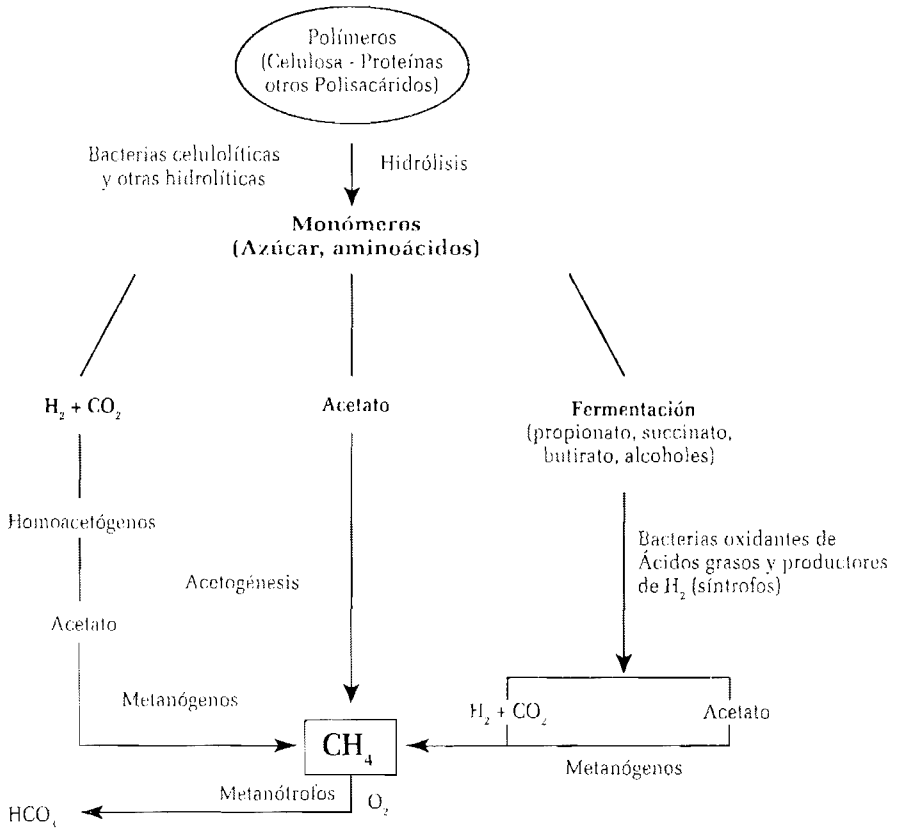 Polímeros
(Celulosa - Proteínas
otros Polisacáridos)
Bacterias celulolíticas
y otras hidrolíticas
Hidrólisis
Monómeros
(Azúcar, aminoácidos)
H₂ + CO₂
Acetato
Fermentación
(propionato, succinato,
butirato, alcoholes)
Homoacetógenos
Bacterias oxidantes de
Ácidos grasos y productores
de H₂ (síntrofos)
Acetogénesis
Acetato
Metanógenos
H₂ + CO₂
Acetato
CH₄
Metanógenos
Metanótrofos
O₂
HCO₃